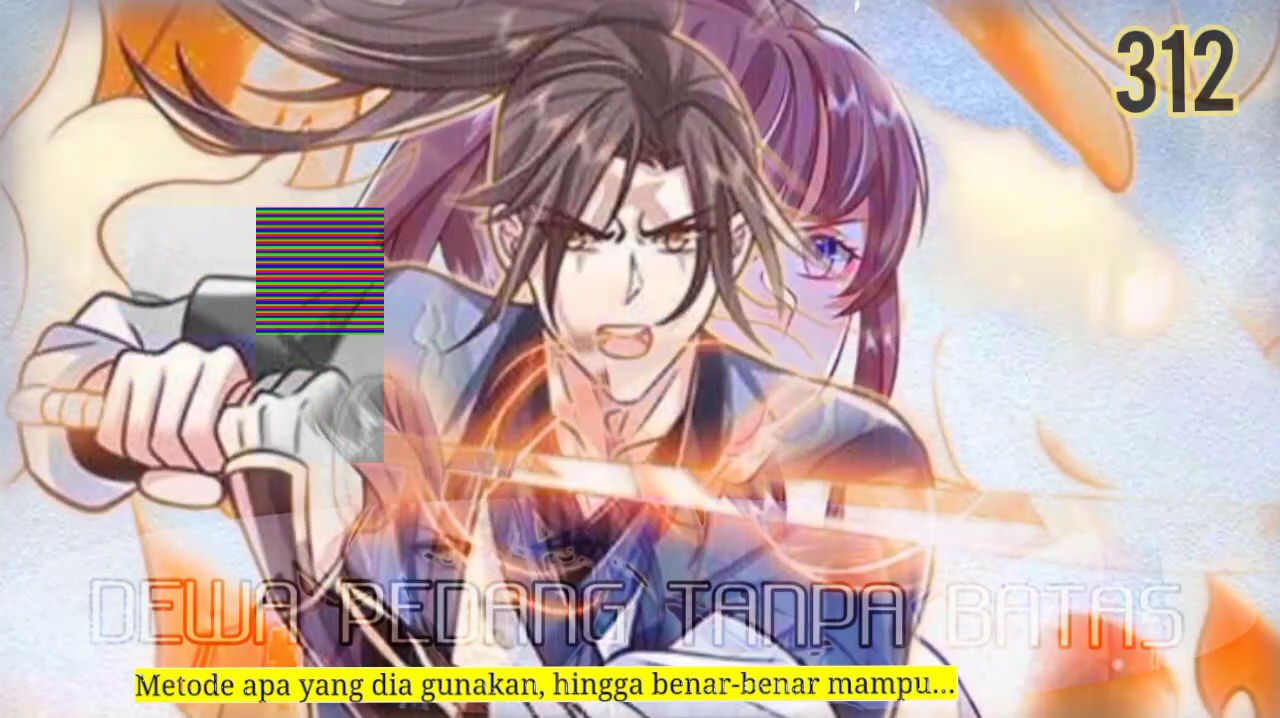 312
DEWA PEDANG TANPA BATAS
Metode apa yang dia gunakan, hingga benar-benar mampu...